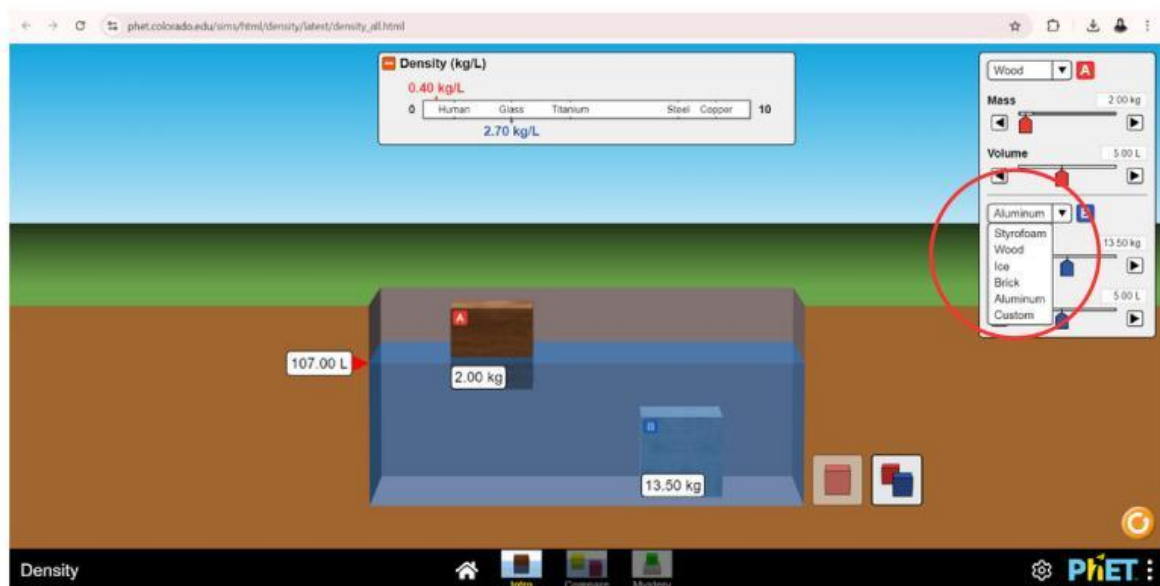 phet.colorado.edu/sims/html/density/latest/density_all.html
Density (kg/L)
0.40 kg/L
0 Human Glass Titanium Steel Copper 10
2.70 kg/L
Wood A
Mass 2.00 kg
Volume 5.00 L
Aluminum
Styrofoam
Wood
Ice
Brick
Aluminum
Custom
13.50 kg
5.00 L
A
107.00 L
2.00 kg
B
13.50 kg
Density
Intro
Compare
Mystery
PhET